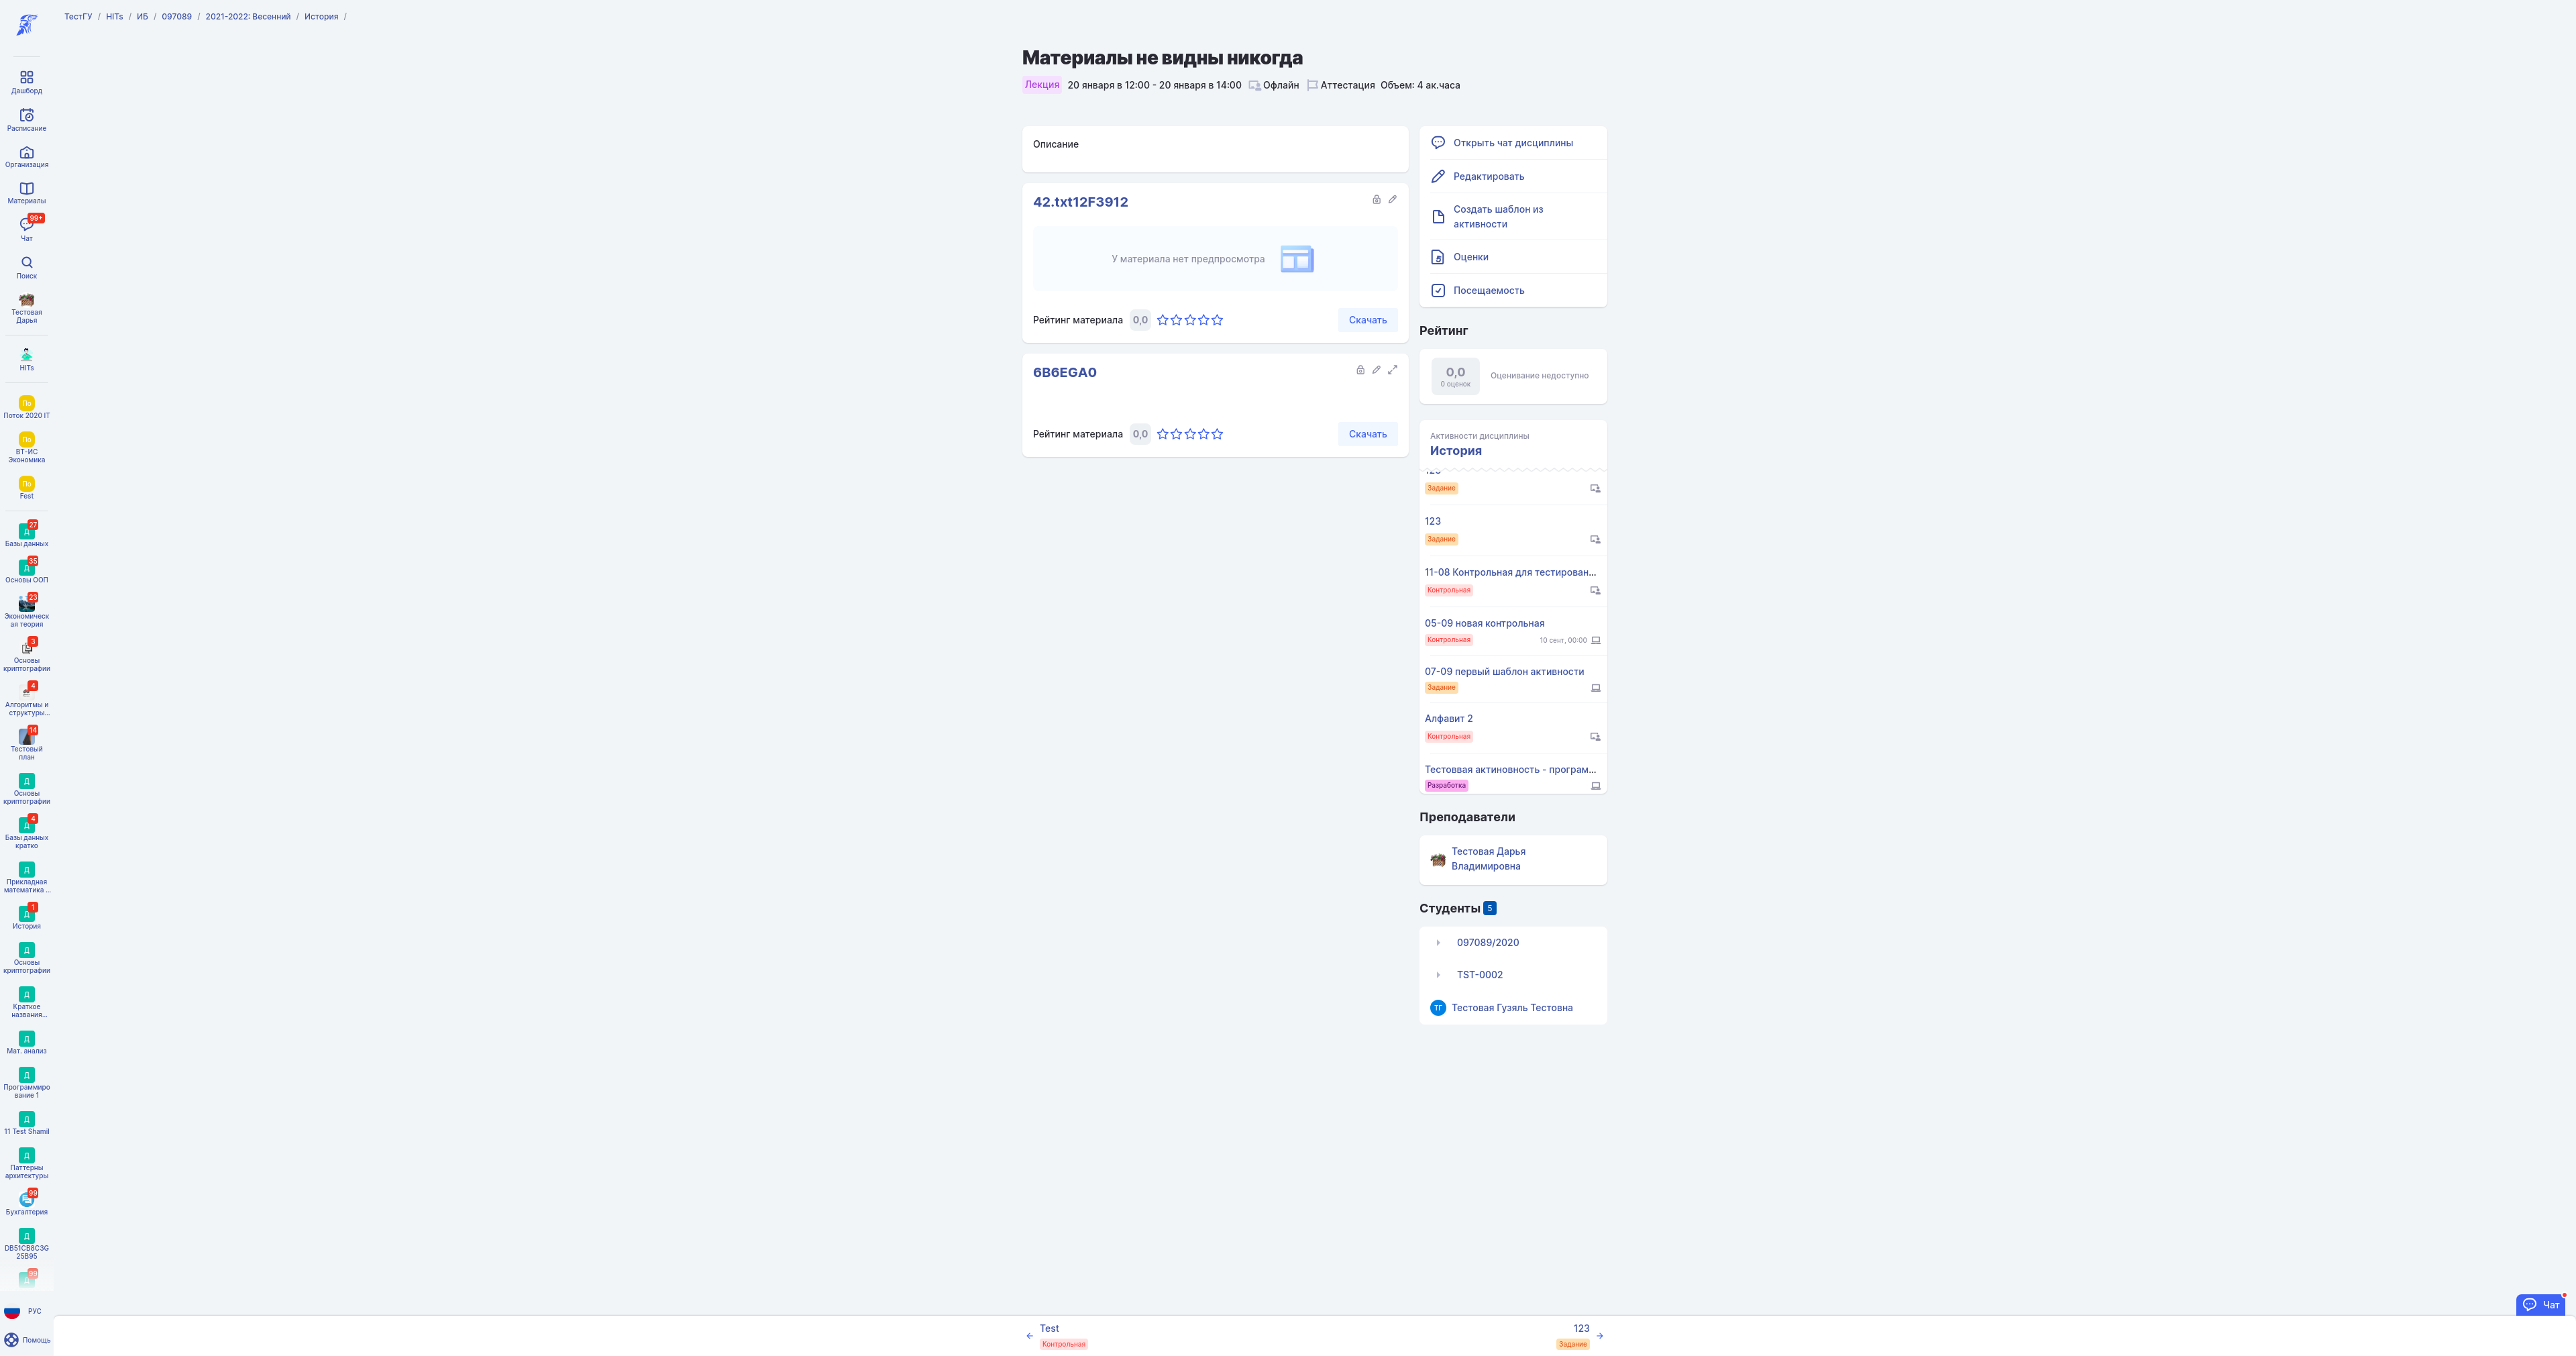 ТестГУ / HITs / ИБ / 097089 / 2021-2022: Весенний / История /
Дашборд
Расписание
Организация
Материалы
99+
Чат
Поиск
Тестовая
Дарья
HITs
По
Поток 2020 IT
По
ВТ-ИС
Экономика
По
Fest
27
Д
Базы данных
35
Д
Основы ООП
23
Экономическ
ая теория
3
Основы
криптографии
4
Алгоритмы и
структуры...
14
Тестовый
план
Д
Основы
криптографии
4
Д
Базы данных
кратко
Д
Прикладная
математика ...
1
Д
История
Д
Основы
криптографии
Д
Краткое
названия...
Д
Мат. анализ
Д
Программиро
вание 1
Д
11 Test Shamil
Д
Паттерны
архитектуры
99
Бухгалтерия
Д
DB51CB8C3G
25B95
99
Д
РУС
Помощь
Материалы не видны никогда
Лекция 20 января в 12:00 - 20 января в 14:00 Офлайн Аттестация Объем: 4 ак.часа
Описание
42.txt12F3912
У материала нет предпросмотра
Рейтинг материала 0,0 Скачать
6B6EGA0
Рейтинг материала 0,0 Скачать
Открыть чат дисциплины
Редактировать
Создать шаблон из
активности
Оценки
Посещаемость
Рейтинг
0,0
0 оценок
Оценивание недоступно
Активности дисциплины
История
123
Задание
123
Задание
11-08 Контрольная для тестирован...
Контрольная
05-09 новая контрольная
Контрольная 10 сент, 00:00
07-09 первый шаблон активности
Задание
Алфавит 2
Контрольная
Тестоввая актиновность - програм...
Разработка
Преподаватели
Тестовая Дарья
Владимировна
Студенты 5
097089/2020
TST-0002
ТГ Тестовая Гузяль Тестовна
Чат
Test
Контрольная
123
Задание